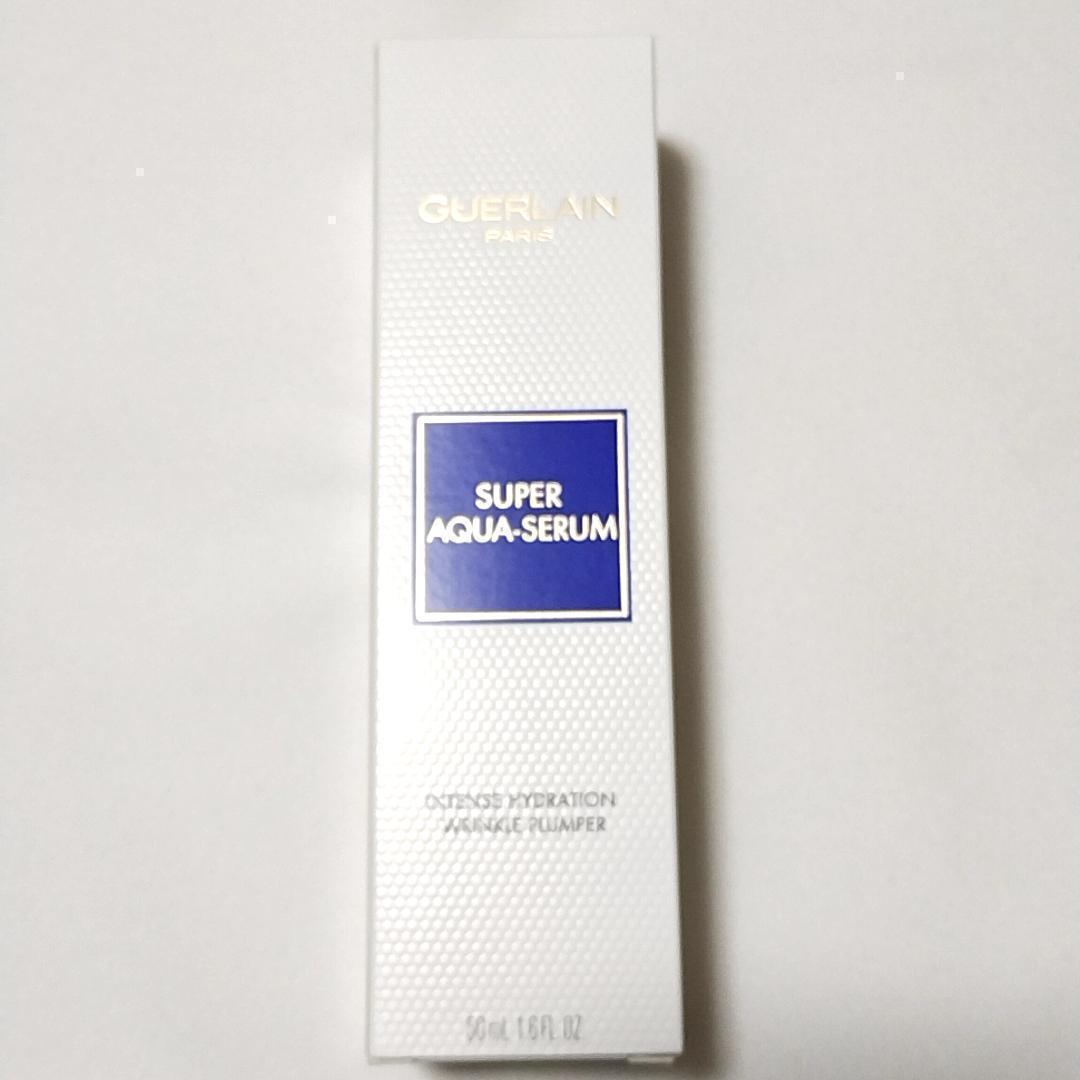 GUERLAIN
PARIS
SUPER
AQUA-SERUM
INTENSE HYDRATION
WRINKLE PLUMPER
50 mL 1.6 FL. OZ